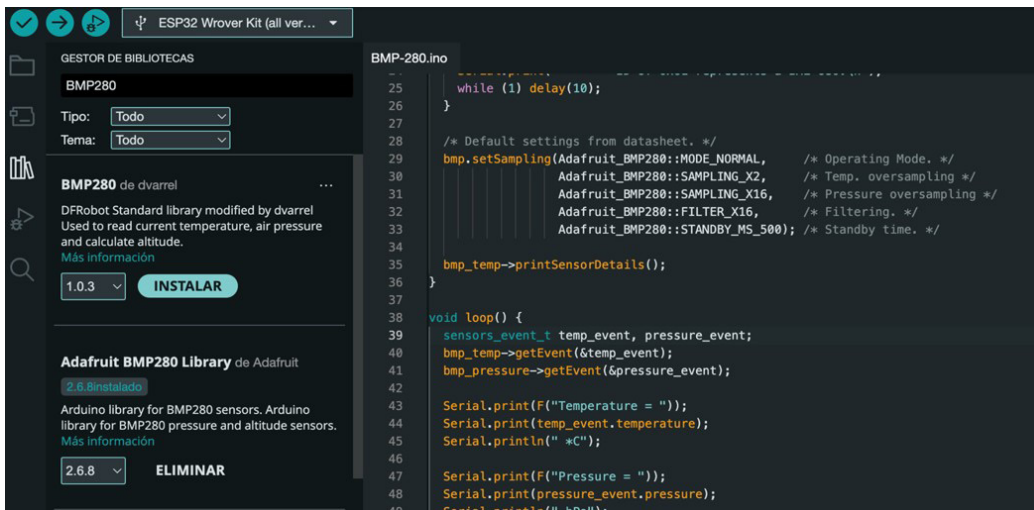 ESP32 Wrover Kit (all ver...
GESTOR DE BIBLIOTECAS
BMP280
Tipo: Todo
Tema: Todo
BMP280 de dvarrel ...
DFRobot Standard library modified by dvarrel
Used to read current temperature, air pressure
and calculate altitude.
Más información
1.0.3 INSTALAR
Adafruit BMP280 Library de Adafruit
2.6.8instalado
Arduino library for BMP280 sensors. Arduino
library for BMP280 pressure and altitude sensors.
Más información
2.6.8 ELIMINAR
BMP-280.ino
25 while (1) delay(10);
26 }
27
28 /* Default settings from datasheet. */
29 bmp.setSampling(Adafruit_BMP280::MODE_NORMAL, /* Operating Mode. */
30 Adafruit_BMP280::SAMPLING_X2, /* Temp. oversampling */
31 Adafruit_BMP280::SAMPLING_X16, /* Pressure oversampling */
32 Adafruit_BMP280::FILTER_X16, /* Filtering. */
33 Adafruit_BMP280::STANDBY_MS_500); /* Standby time. */
34
35 bmp_temp->printSensorDetails();
36 }
37
38 void loop() {
39 sensors_event_t temp_event, pressure_event;
40 bmp_temp->getEvent(&temp_event);
41 bmp_pressure->getEvent(&pressure_event);
42
43 Serial.print(F("Temperature = "));
44 Serial.print(temp_event.temperature);
45 Serial.println(" *C");
46
47 Serial.print(F("Pressure = "));
48 Serial.print(pressure_event.pressure);